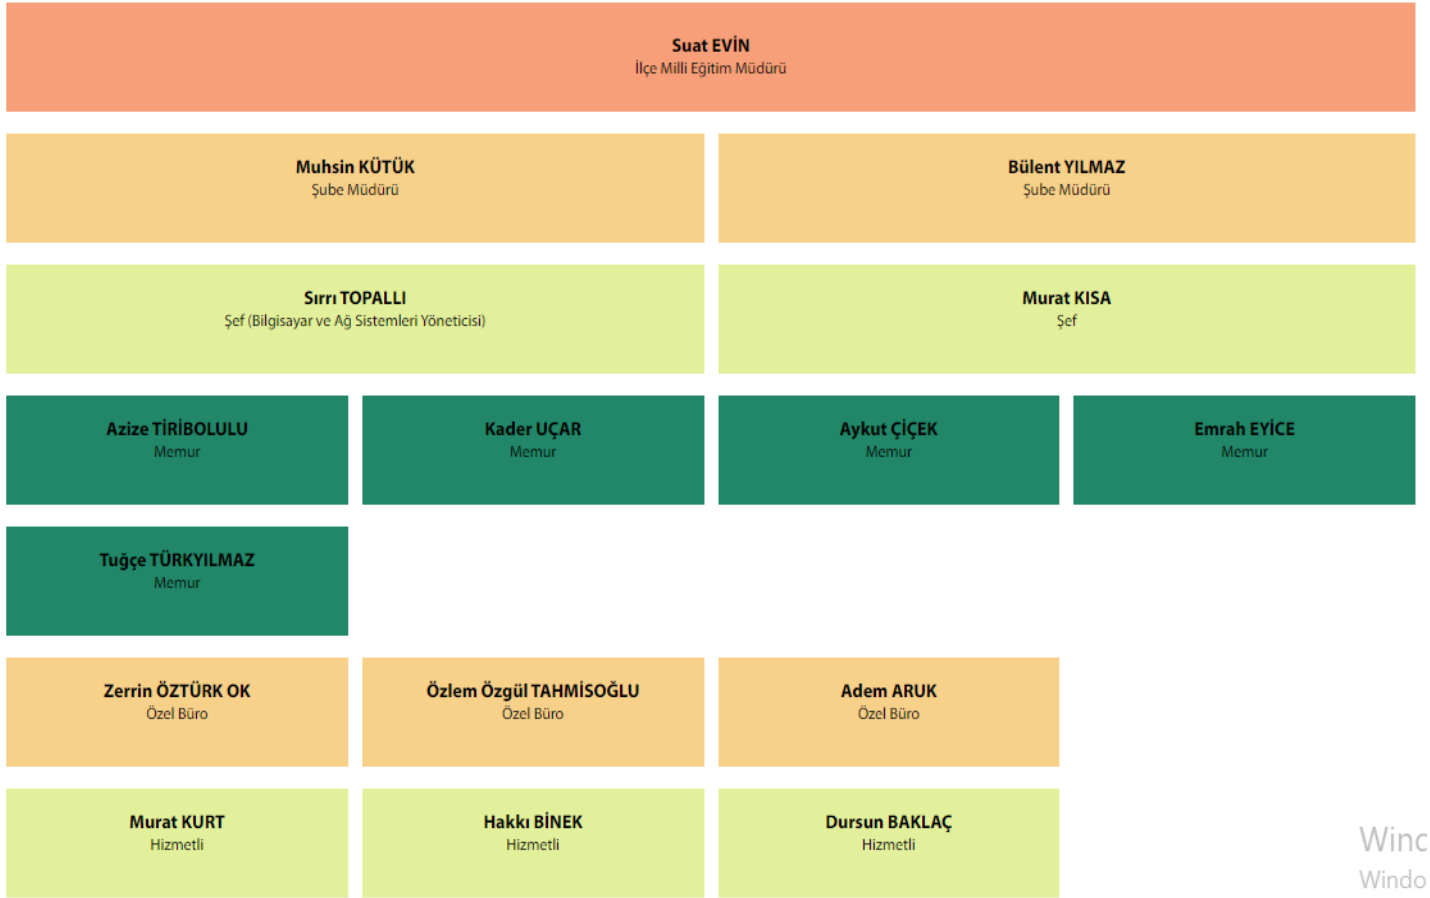 Suat EVİN
İlçe Milli Eğitim Müdürü
Muhsin KÜTÜK
Şube Müdürü
Bülent YILMAZ
Şube Müdürü
Sırrı TOPALLI
Şef (Bilgisayar ve Ağ Sistemleri Yöneticisi)
Murat KISA
Şef
Azize TİRİBOLULU
Memur
Kader UÇAR
Memur
Aykut ÇİÇEK
Memur
Emrah EYİCE
Memur
Tuğçe TÜRKYILMAZ
Memur
Zerrin ÖZTÜRK OK
Özel Büro
Özlem Özgül TAHMİSOĞLU
Özel Büro
Adem ARUK
Özel Büro
Murat KURT
Hizmetli
Hakkı BİNEK
Hizmetli
Dursun BAKLAÇ
Hizmetli